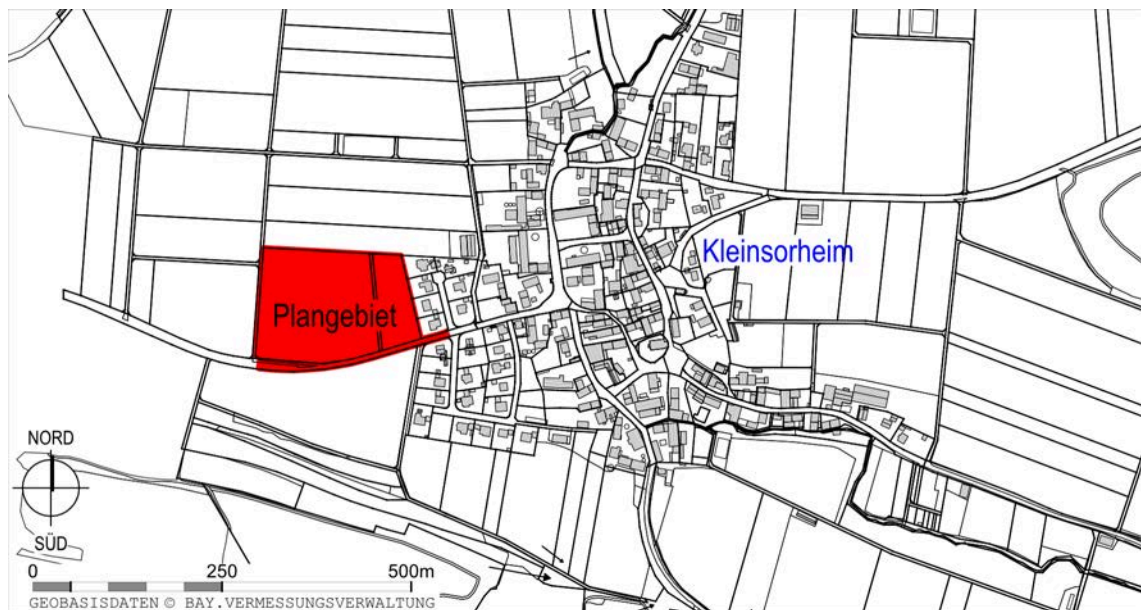 Kleinsorheim
Plangebiet
NORD
SÜD
0 250 500m
GEOBASISDATEN © BAY.VERMESSUNGSVERWALTUNG